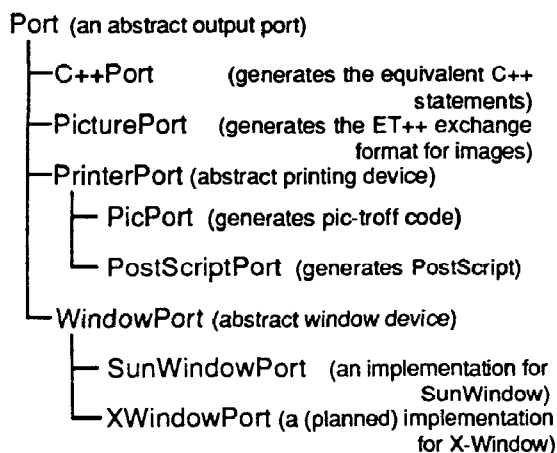 Port (an abstract output port)
C++Port (generates the equivalent C++
statements)
PicturePort (generates the ET++ exchange
format for images)
PrinterPort (abstract printing device)
PicPort (generates pic-troff code)
PostScriptPort (generates PostScript)
WindowPort (abstract window device)
SunWindowPort (an implementation for
SunWindow)
XWindowPort (a (planned) implementation
for X-Window)